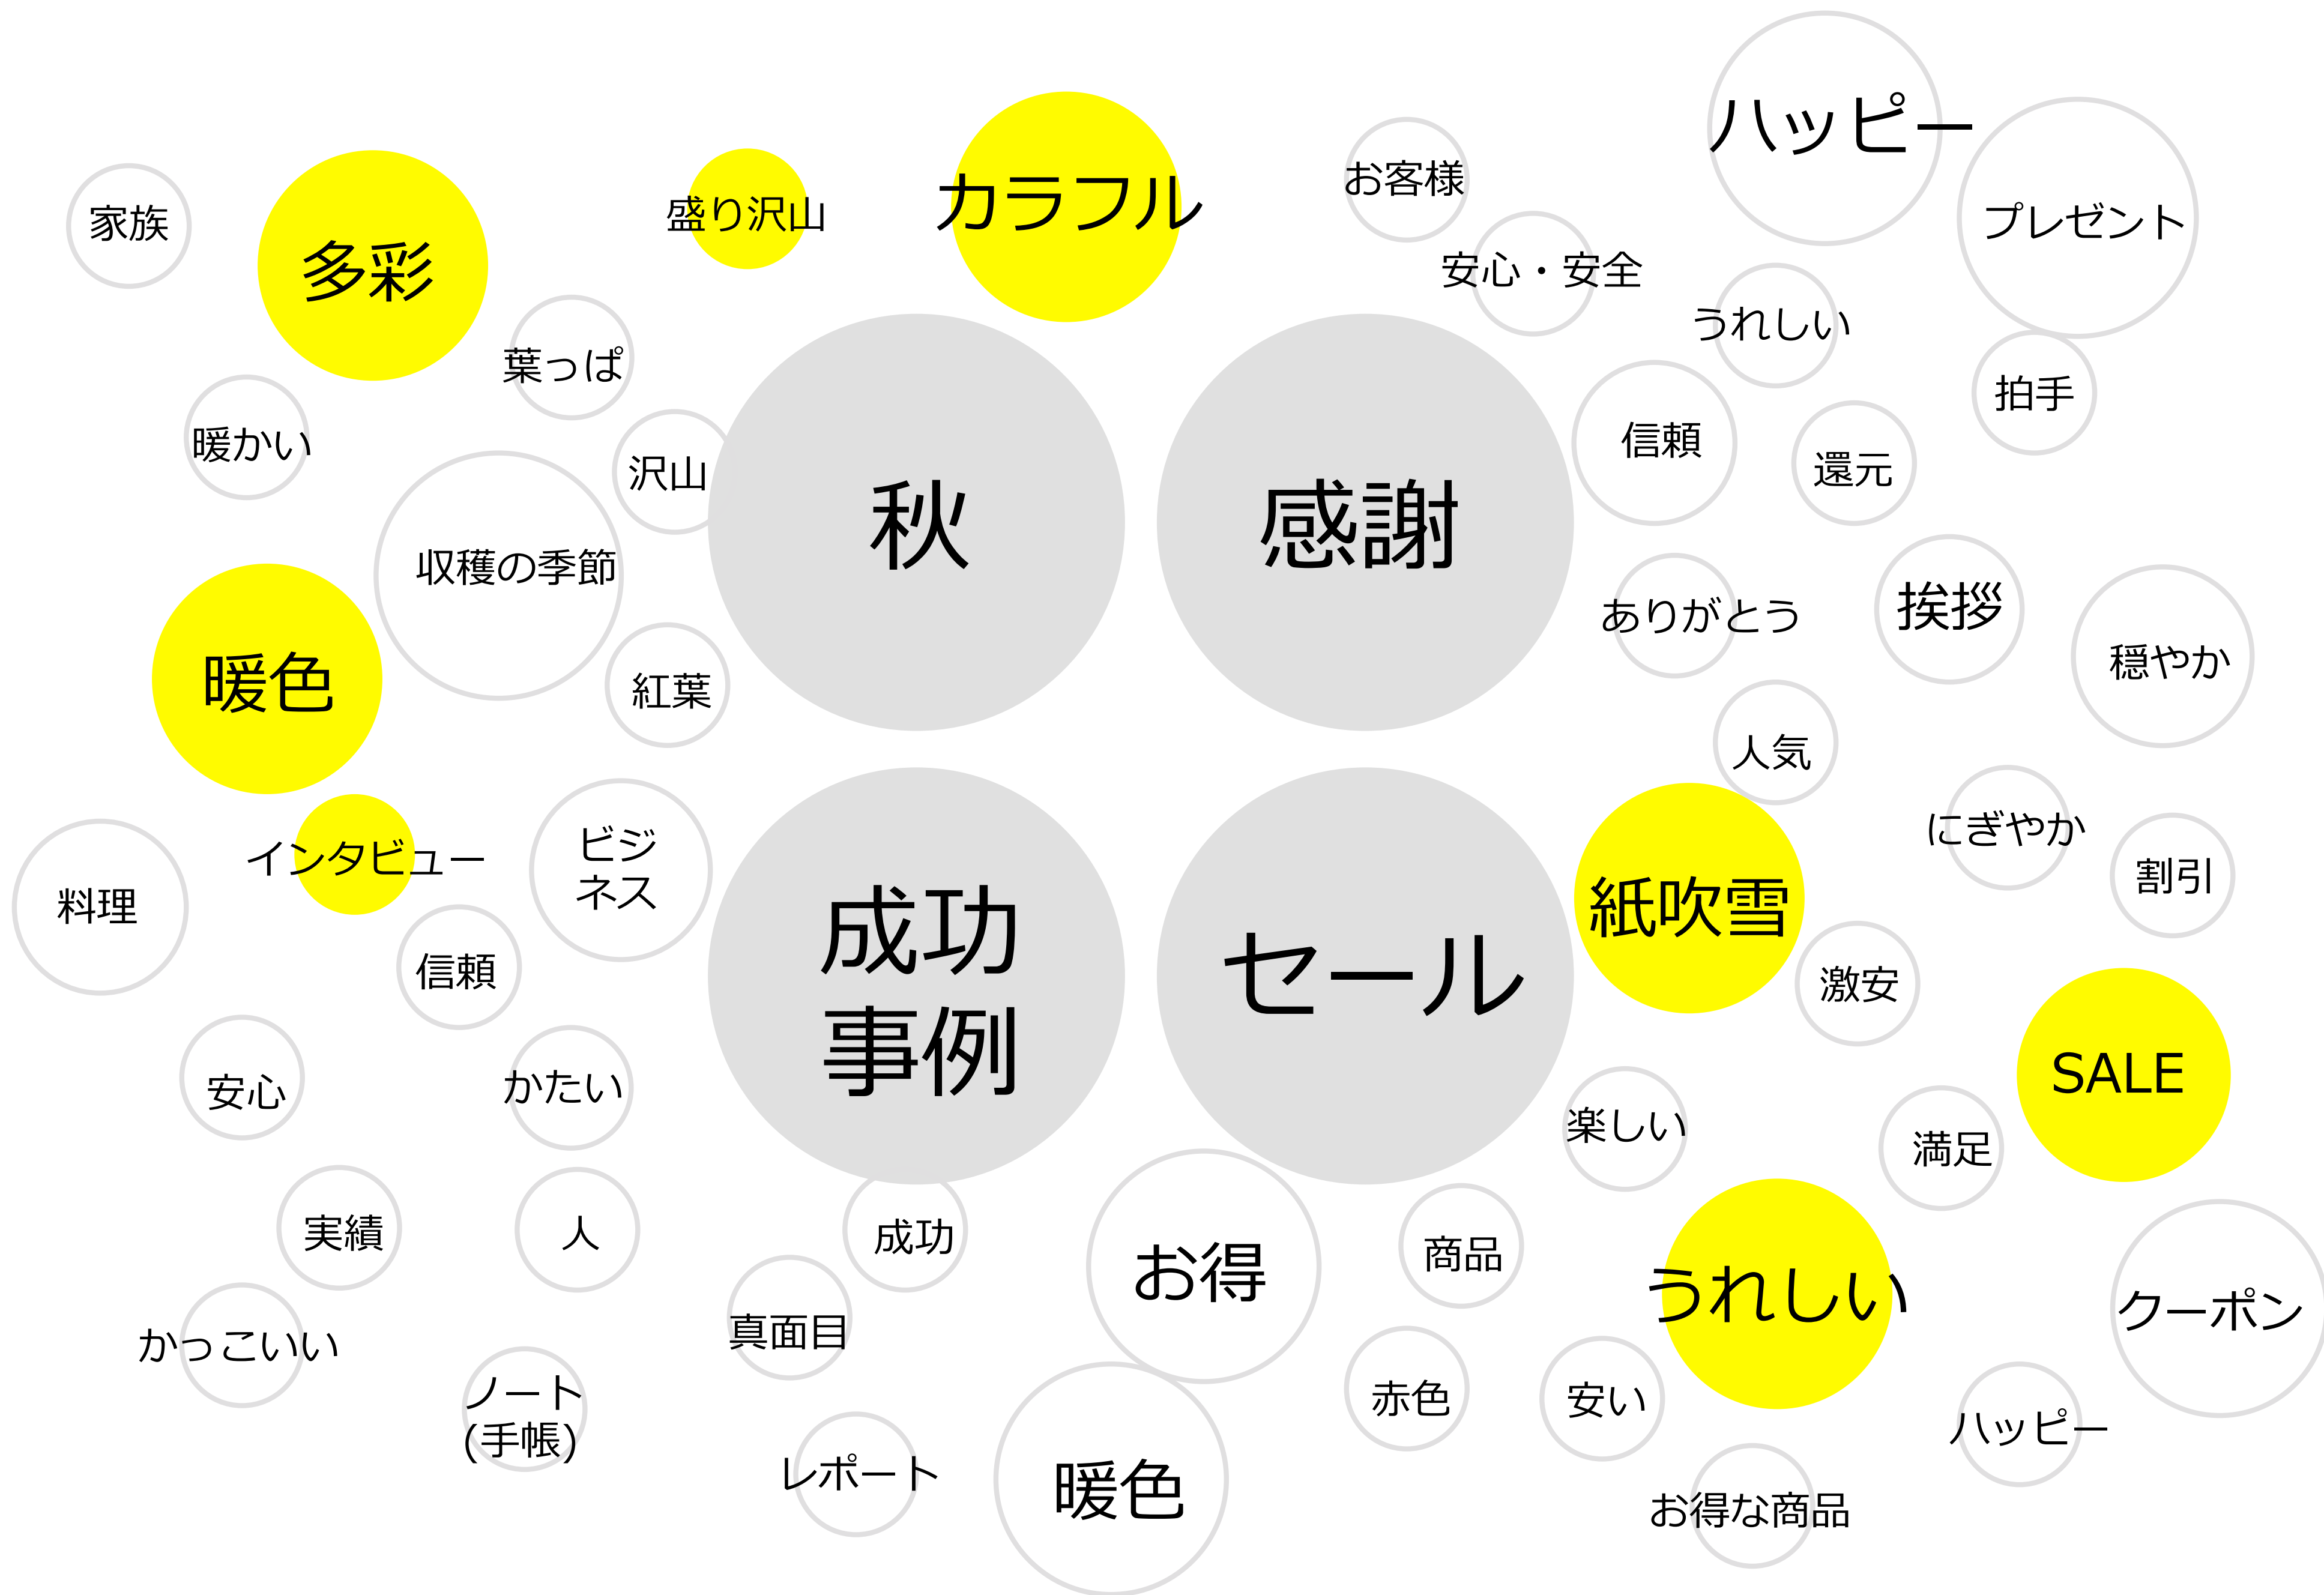 ハッピー
カラフル
お客様
プレゼント
家族
多彩
盛り沢山
安心・安全
うれしい
葉っぱ
拍手
暖かい
沢山
秋
感謝
信頼
還元
収穫の季節
ありがとう
挨拶
穏やか
暖色
紅葉
人気
にぎやか
インタビュー
ビジ
ネス
割引
料理
信頼
成功
事例
セール
紙吹雪
激安
SALE
安心
かたい
楽しい
満足
実績
人
成功
お得
商品
うれしい
クーポン
かっこいい
真面目
ノート
(手帳)
赤色
安い
ハッピー
レポート
暖色
お得な商品